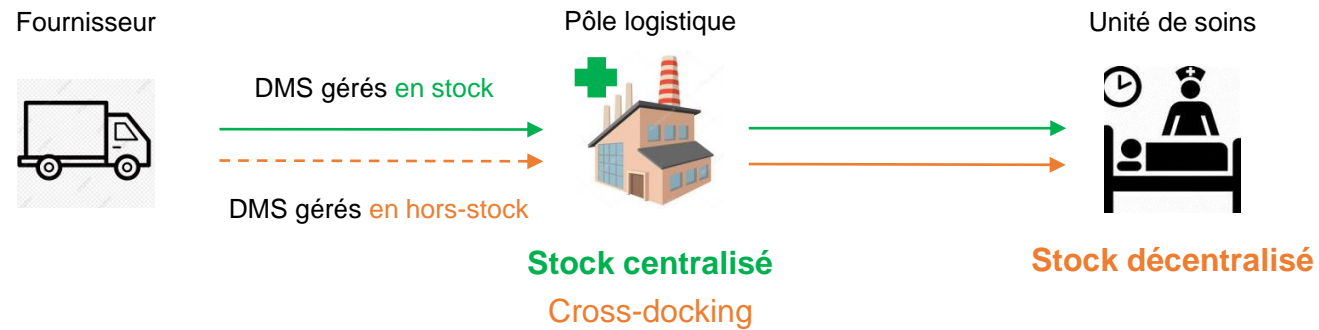 Fournisseur
Pôle logistique
Unité de soins
DMS gérés en stock
DMS gérés en hors-stock
Stock centralisé
Stock décentralisé
Cross-docking